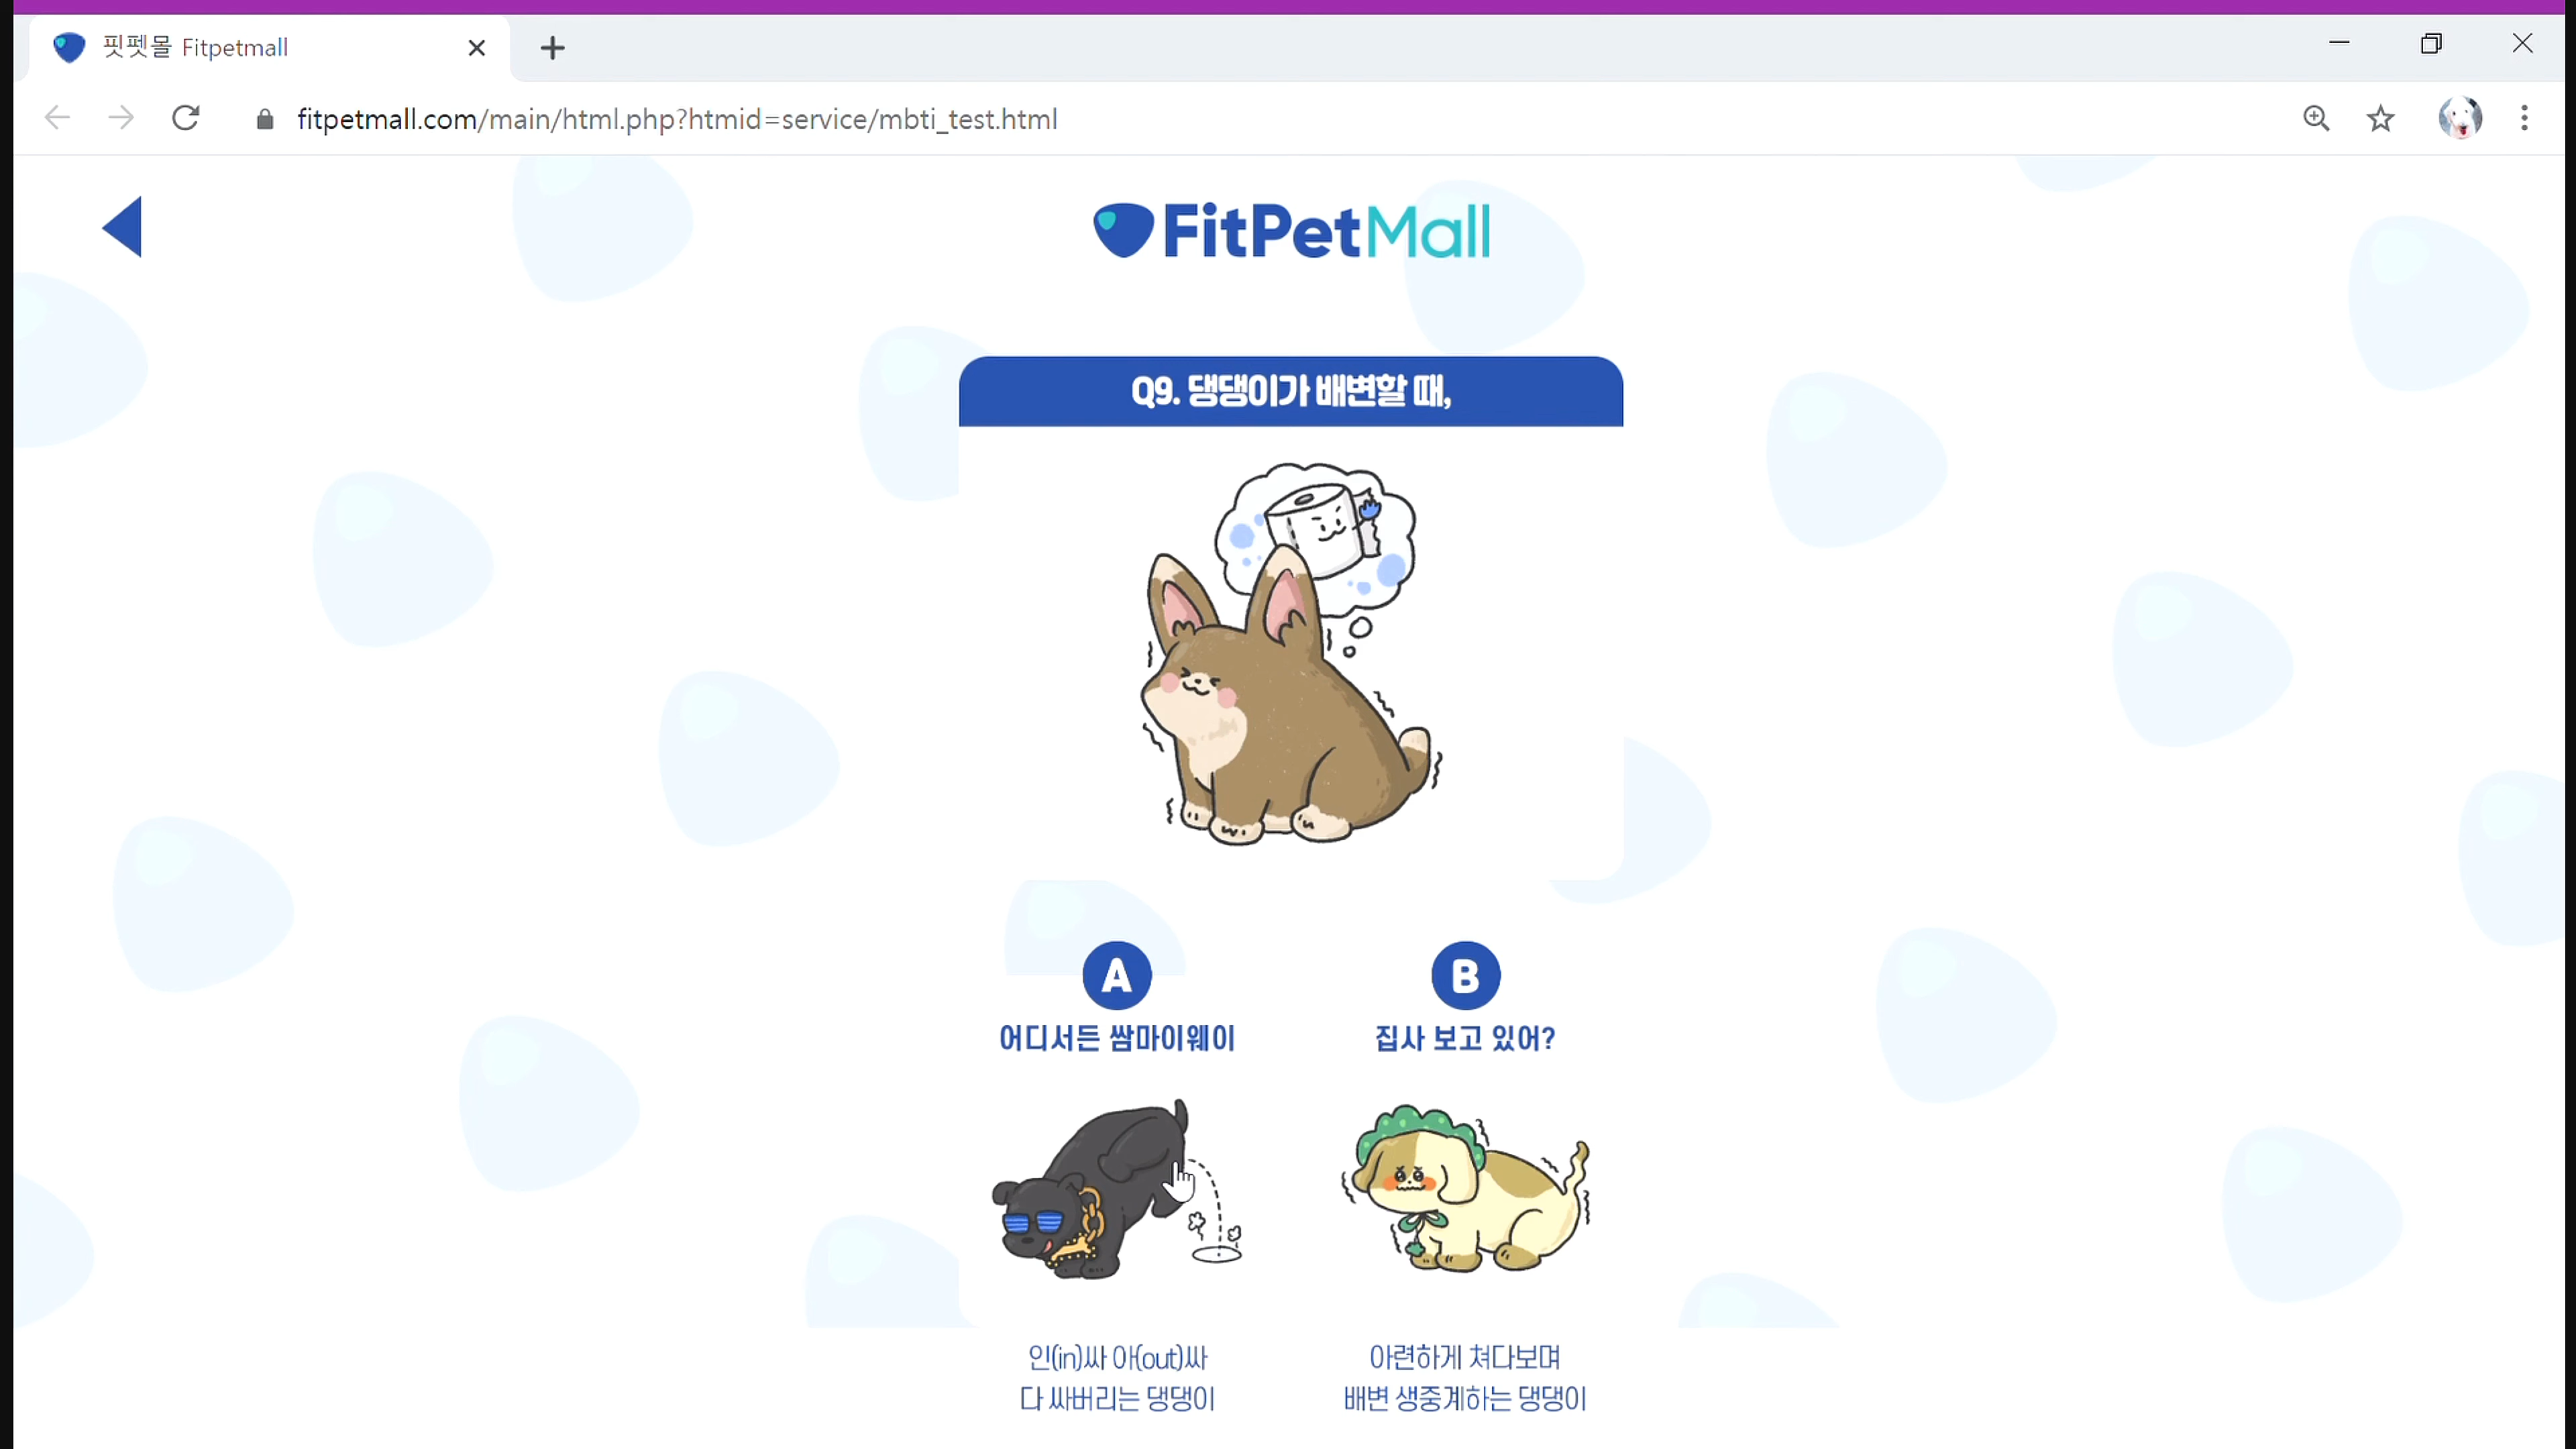 핏펫몰 Fitpetmall
fitpetmall.com/main/html.php?htmid=service/mbti_test.html
FitPetMall
Q9. 댕댕이가 배변할 때,
A
어디서든 쌈마이웨이
인(in)싸 아(out)싸
다 싸버리는 댕댕이
B
집사 보고 있어?
아련하게 쳐다보며
배변 생중계하는 댕댕이